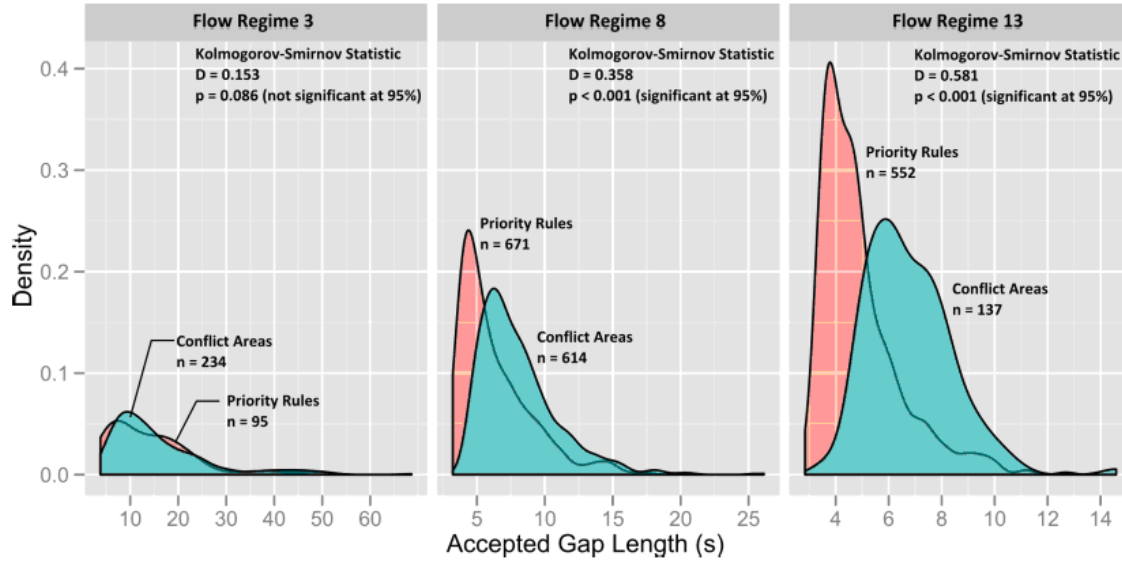 Flow Regime 3
Kolmogorov-Smirnov Statistic
D = 0.153
p = 0.086 (not significant at 95%)
Conflict Areas
n = 234
Priority Rules
n = 95
Flow Regime 8
Kolmogorov-Smirnov Statistic
D = 0.358
p < 0.001 (significant at 95%)
Priority Rules
n = 671
Conflict Areas
n = 614
Flow Regime 13
Kolmogorov-Smirnov Statistic
D = 0.581
p < 0.001 (significant at 95%)
Priority Rules
n = 552
Conflict Areas
n = 137
Density
0.4
0.3
0.2
0.1
0.0
10 20 30 40 50 60
5 10 15 20 25
4 6 8 10 12 14
Accepted Gap Length (s)